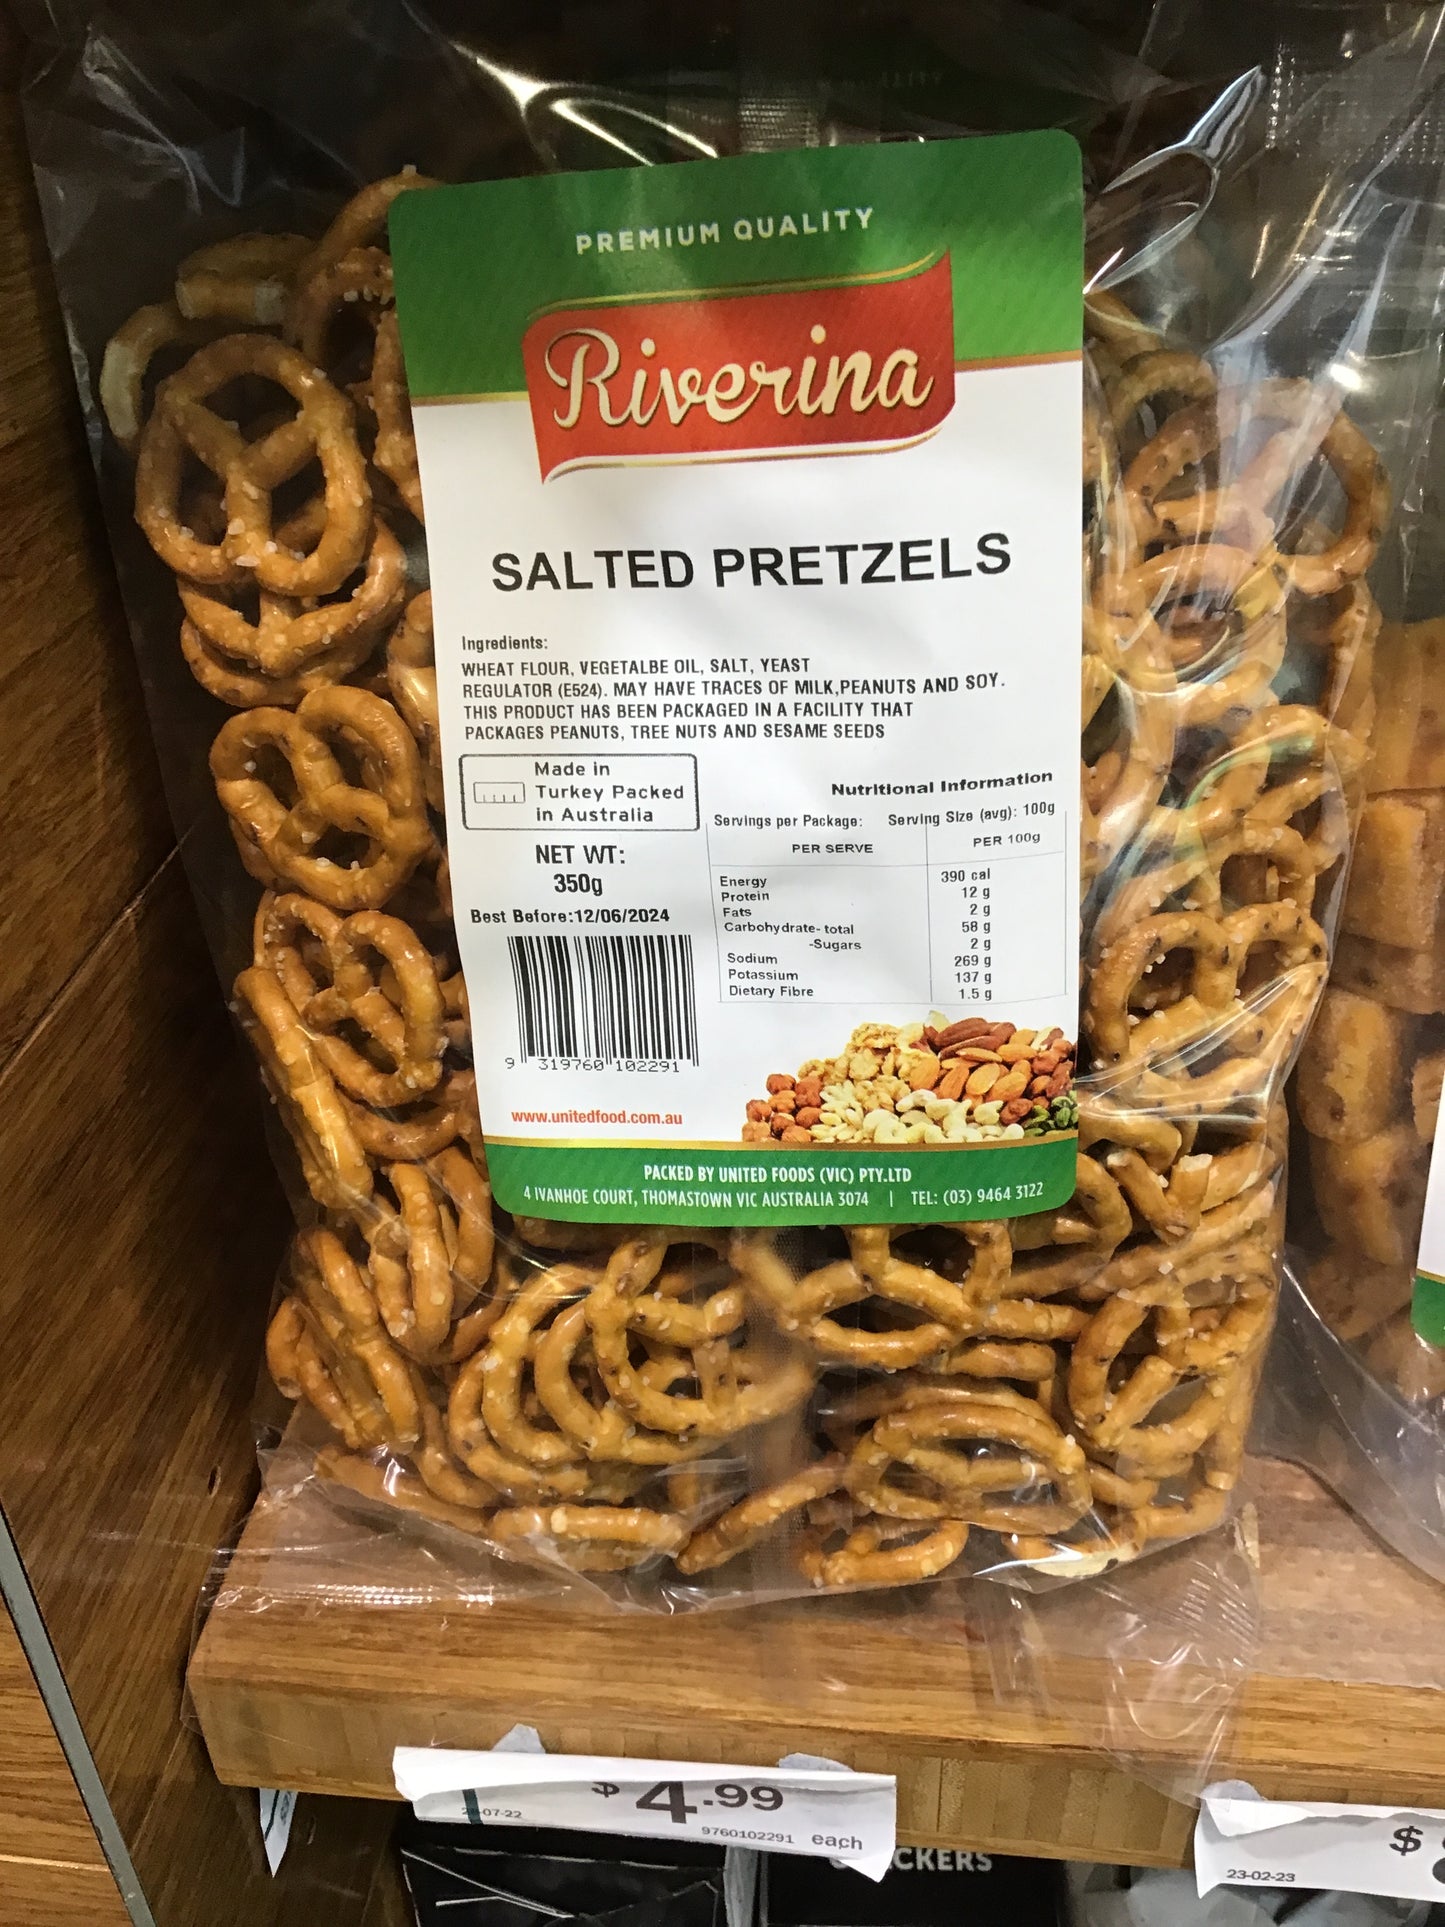 PREMIUM QUALITY
Riverina
SALTED PRETZELS
Ingredients:
WHEAT FLOUR, VEGETALBE OIL, SALT, YEAST
REGULATOR (E524). MAY HAVE TRACES OF MILK,PEANUTS AND SOY.
THIS PRODUCT HAS BEEN PACKAGED IN A FACILITY THAT
PACKAGES PEANUTS, TREE NUTS AND SESAME SEEDS
Made in
Turkey Packed
in Australia
NET WT:
350g
Best Before:12/06/2024
9 319760 102291
www.unitedfood.com.au
Nutritional Information
Servings per Package: Serving Size (avg): 100g
PER SERVE PER 100g
Energy 390 cal
Protein 12 g
Fats 2 g
Carbohydrate- total 58 g
-Sugars 2 g
Sodium 269 g
Potassium 137 g
Dietary Fibre 1.5 g
PACKED BY UNITED FOODS (VIC) PTY.LTD
4 IVANHOE COURT, THOMASTOWN VIC AUSTRALIA 3074 | TEL: (03) 9464 3122
$4.99
-07-22
9760102291 each
$
23-02-23